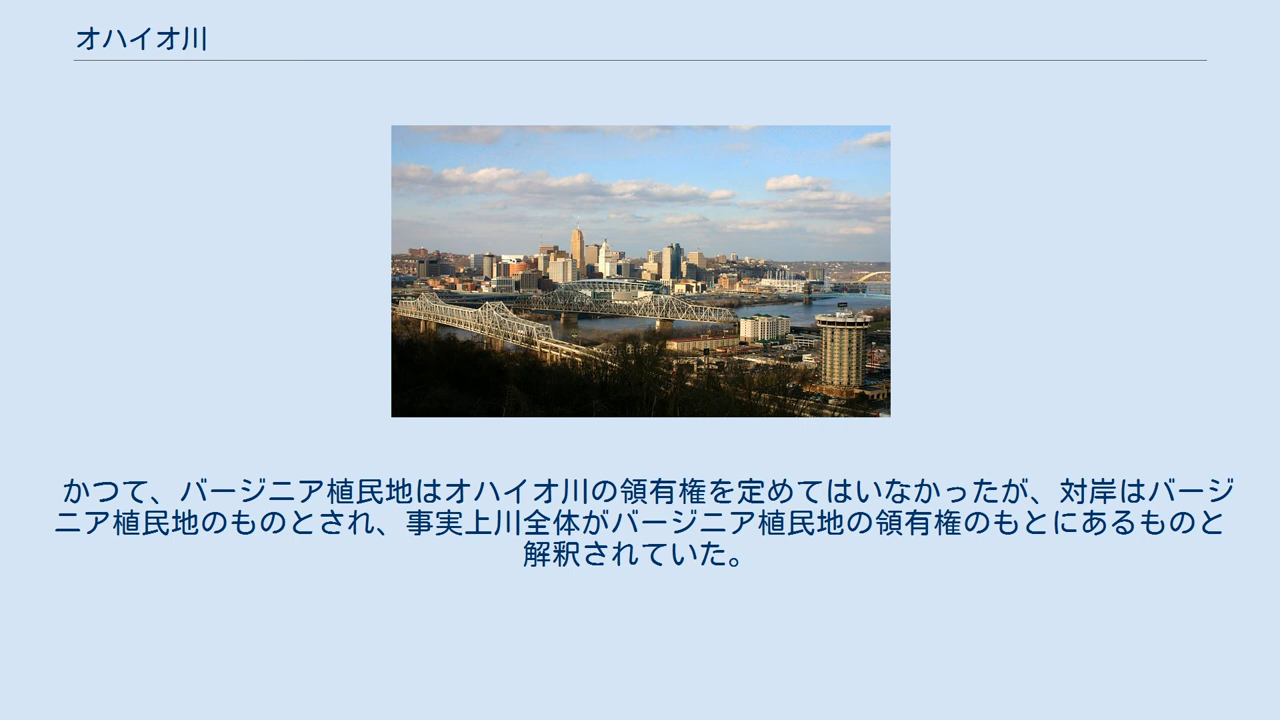 オハイオ川
かつて、バージニア植民地はオハイオ川の領有権を定めてはいなかったが、対岸はバージ
ニア植民地のものとされ、事実上川全体がバージニア植民地の領有権のもとにあるものと
解釈されていた。